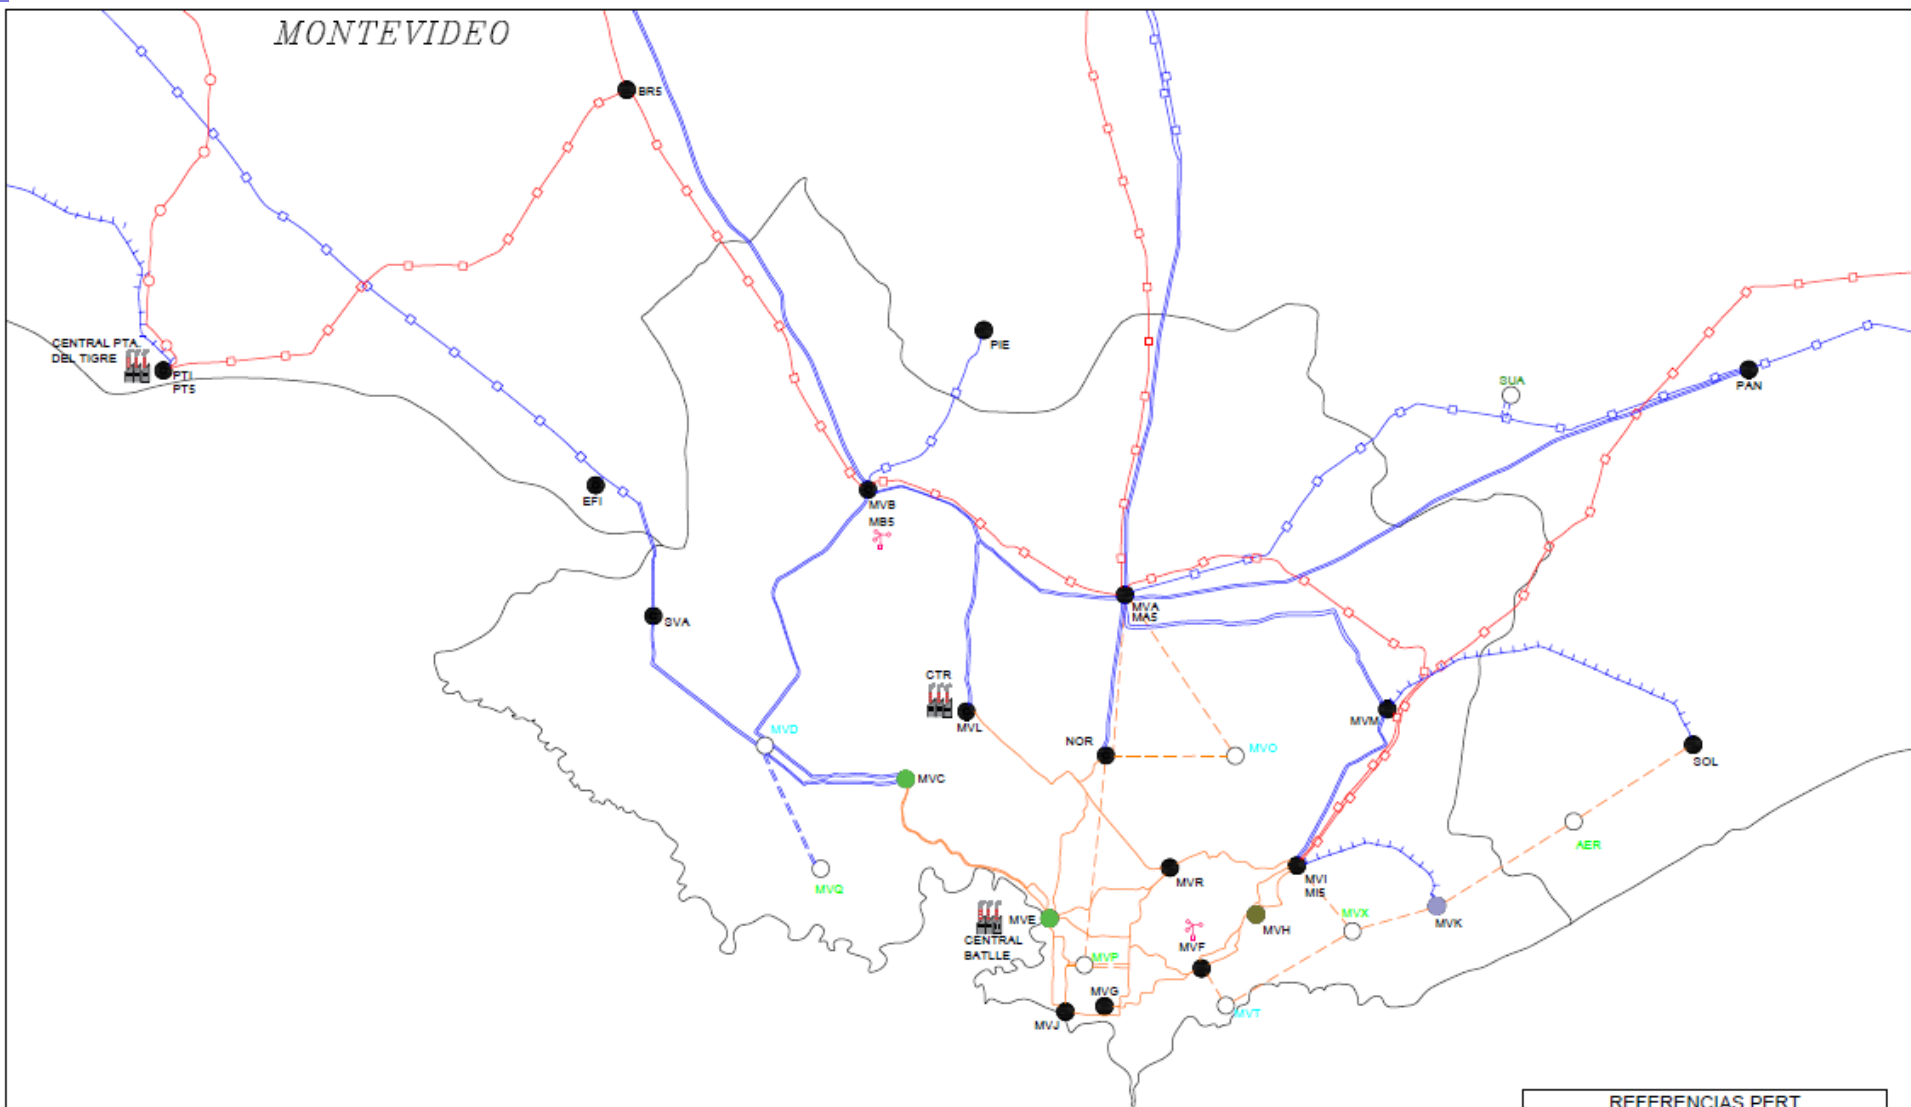 MONTEVIDEO
BR5
CENTRAL PTA.
DEL TIGRE
PTI
PT5
PIE
SUA
PAN
EFI
MVB
MB5
MVA
MA5
SVA
CTR
MVL
MVM
MVD
NOR
MVO
SOL
MVC
AER
MVQ
MVR
MVI
MI5
MVE
CENTRAL
BATLLE
MVH
MVX
MVK
MVF
MVP
MVG
MVJ
MVT
REFERENCIAS PERT